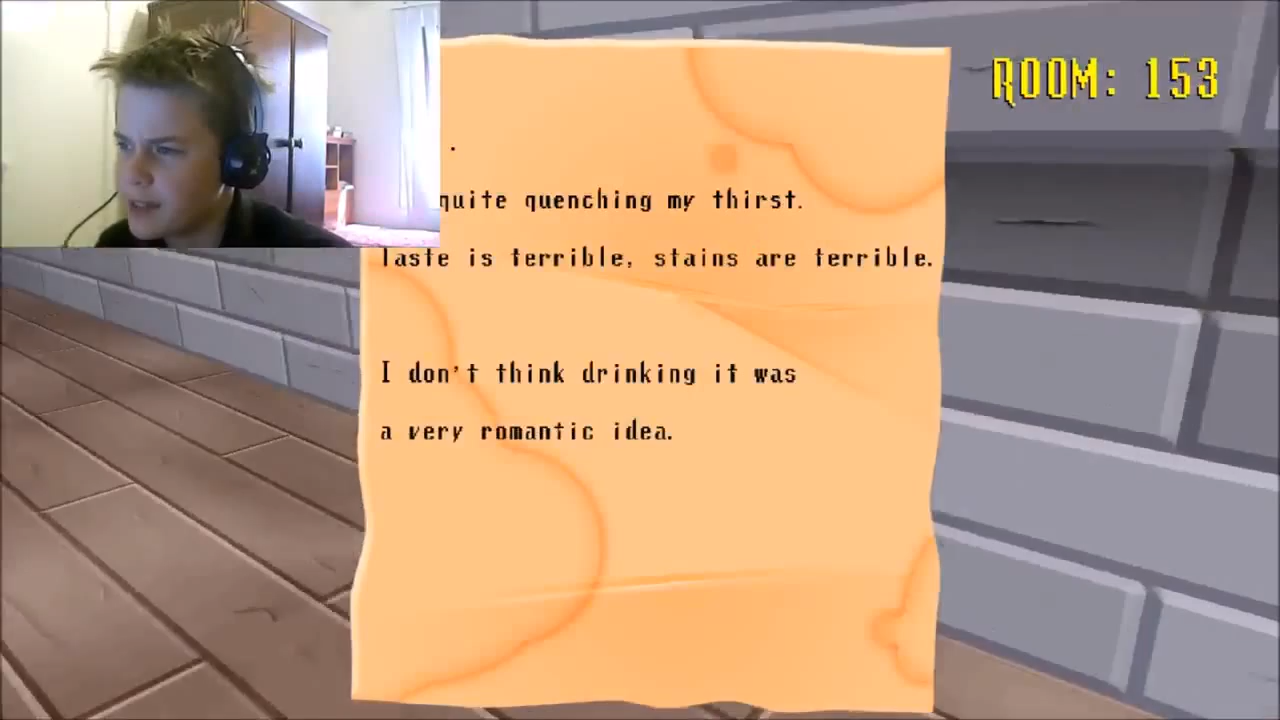 ROOM: 153
.
quite quenching my thirst.
Taste is terrible, stains are terrible.
I don't think drinking it was
a very romantic idea.